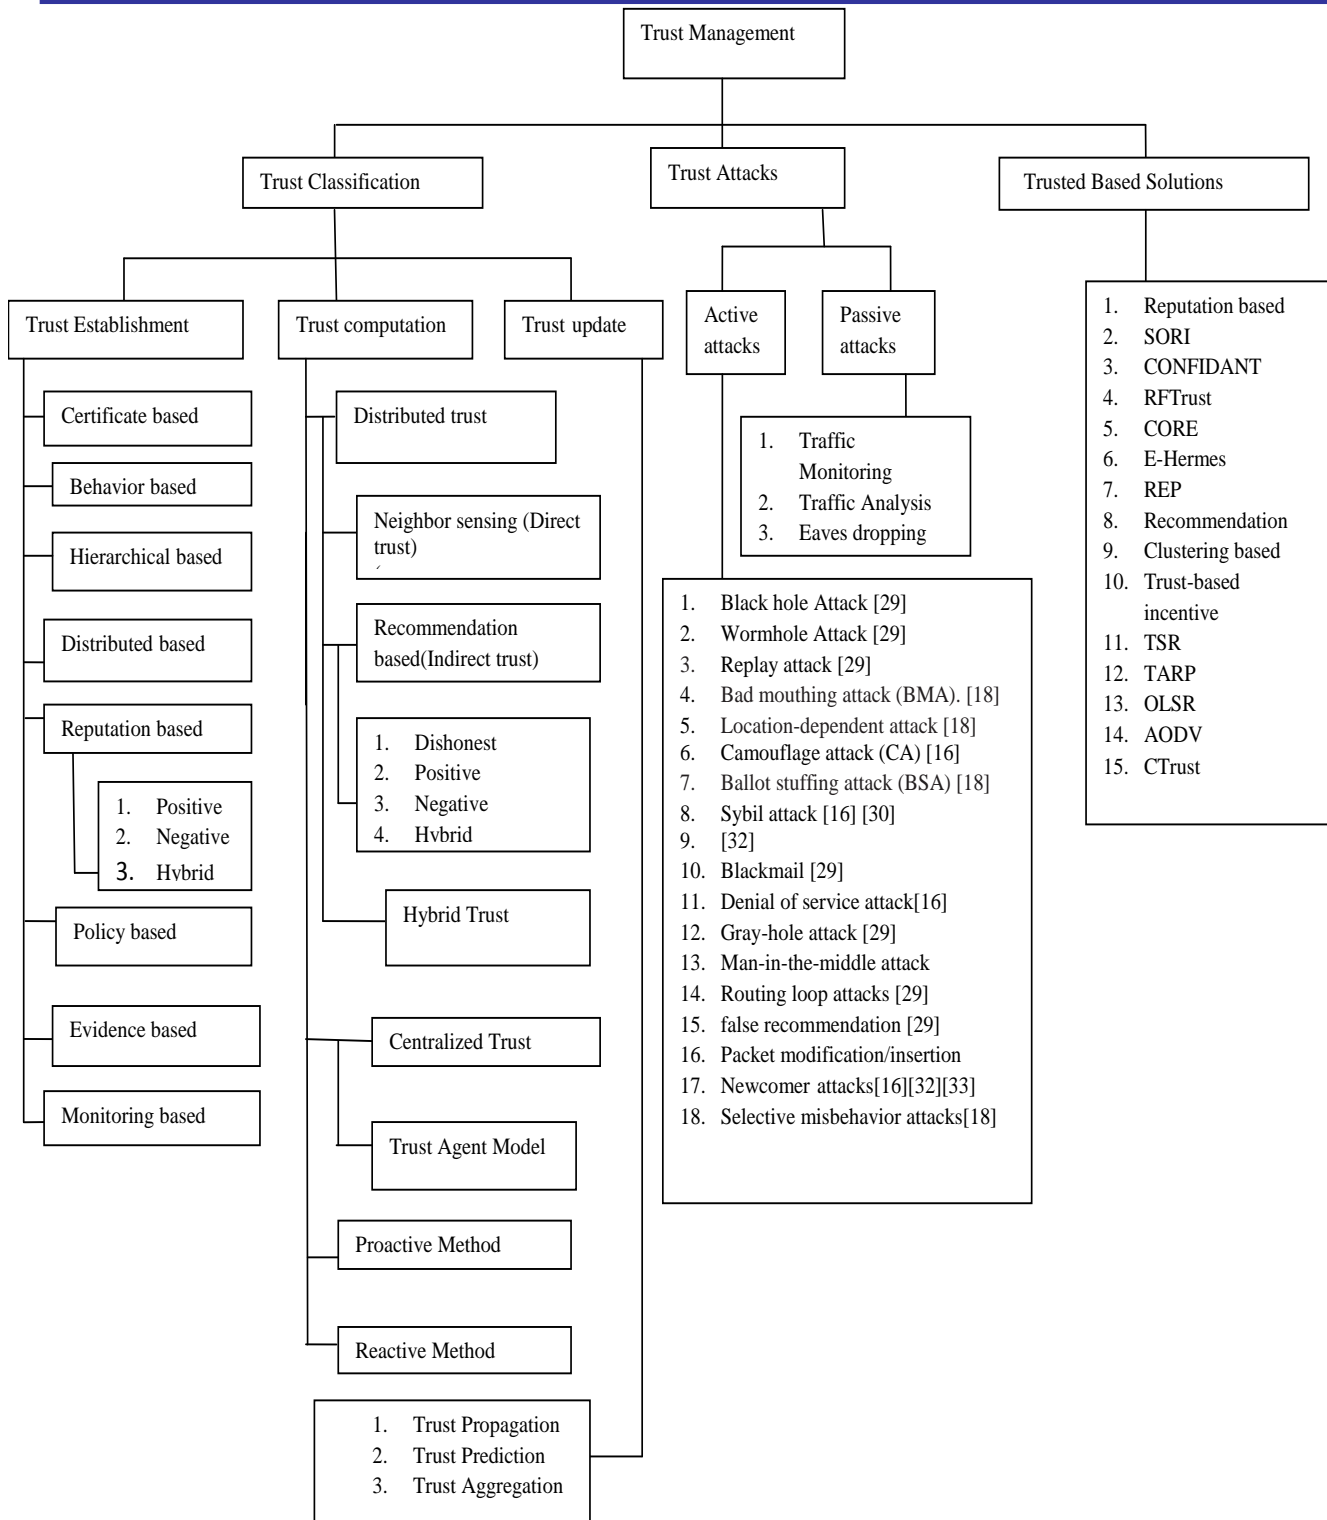 Trust Management
Trust Classification
Trust Attacks
Trusted Based Solutions
Trust Establishment
Trust computation
Trust update
Active
attacks
Passive
attacks
1. Reputation based
2. SORI
3. CONFIDANT
4. RFTrust
5. CORE
6. E-Hermes
7. REP
8. Recommendation
9. Clustering based
10. Trust-based
incentive
11. TSR
12. TARP
13. OLSR
14. AODV
15. CTrust
Certificate based
Behavior based
Hierarchical based
Distributed based
Reputation based
1. Positive
2. Negative
3. Hybrid
Policy based
Evidence based
Monitoring based
Distributed trust
Neighbor sensing (Direct
trust)
Recommendation
based(Indirect trust)
1. Dishonest
2. Positive
3. Negative
4. Hybrid
Hybrid Trust
Centralized Trust
Trust Agent Model
Proactive Method
Reactive Method
1. Trust Propagation
2. Trust Prediction
3. Trust Aggregation
1. Traffic
Monitoring
2. Traffic Analysis
3. Eaves dropping
1. Black hole Attack [29]
2. Wormhole Attack [29]
3. Replay attack [29]
4. Bad mouthing attack (BMA). [18]
5. Location-dependent attack [18]
6. Camouflage attack (CA) [16]
7. Ballot stuffing attack (BSA) [18]
8. Sybil attack [16] [30]
9. [32]
10. Blackmail [29]
11. Denial of service attack[16]
12. Gray-hole attack [29]
13. Man-in-the-middle attack
14. Routing loop attacks [29]
15. false recommendation [29]
16. Packet modification/insertion
17. Newcomer attacks[16][32][33]
18. Selective misbehavior attacks[18]